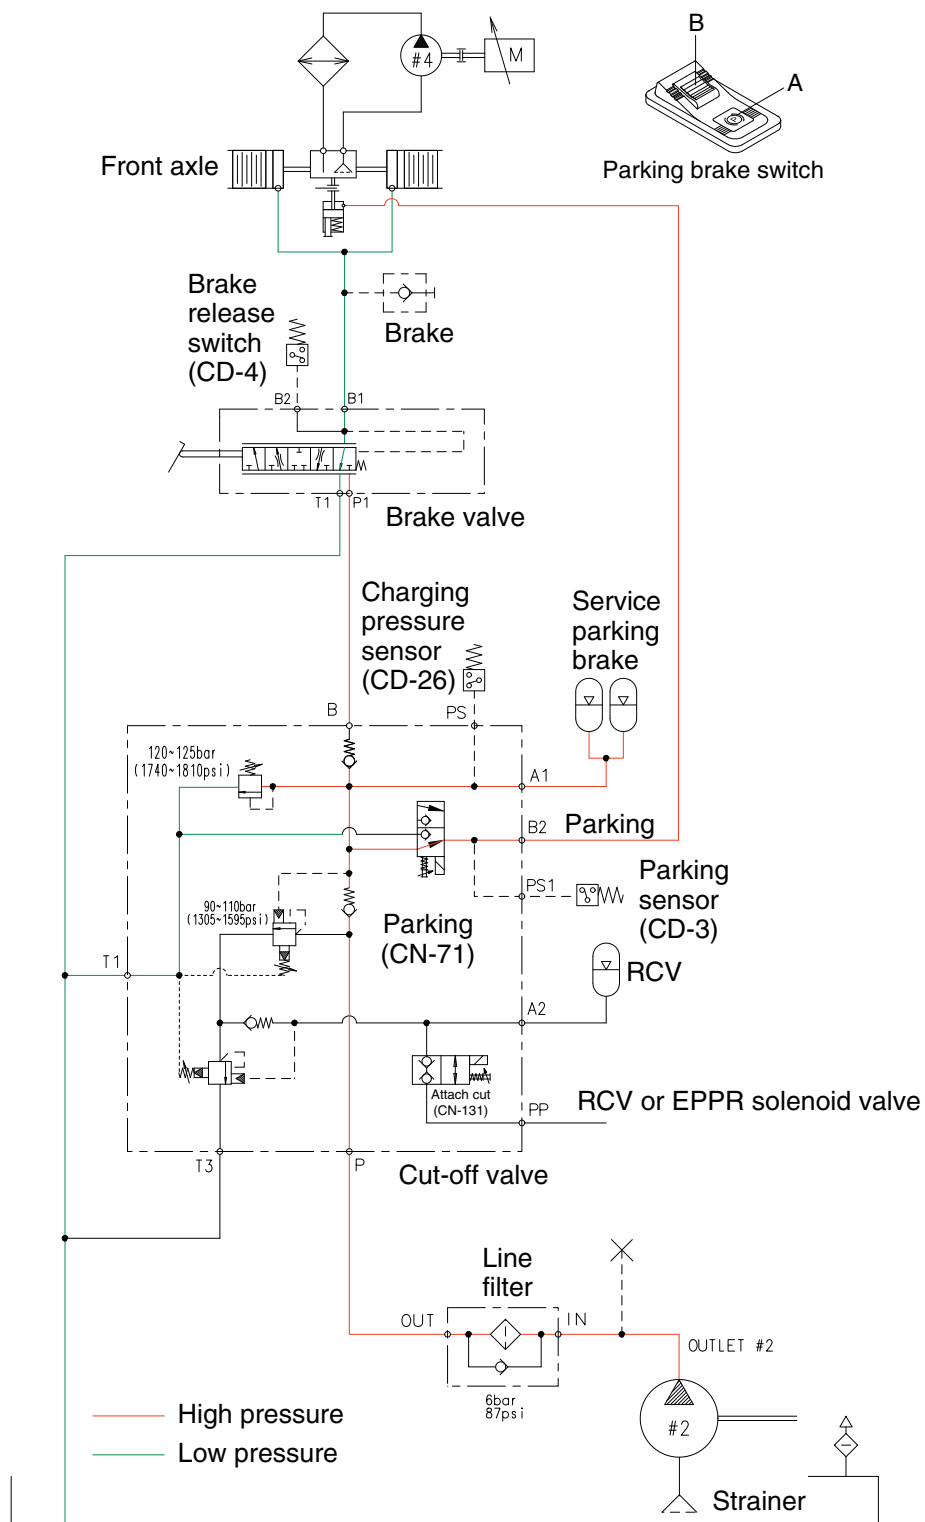 B
#4
M
A
Front axle
Parking brake switch
P
Brake
release
switch
(CD-4)
Brake
B2
B1
T1
P1
Brake valve
Charging
pressure
sensor
(CD-26)
Service
parking
brake
B
PS
120~125bar
(1740~1810psi)
A1
B2
Parking
PS1
Parking
sensor
(CD-3)
90~110bar
(1305~1595psi)
Parking
(CN-71)
T1
RCV
A2
Attach cut
(CN-131)
PP
RCV or EPPR solenoid valve
T3
P
Cut-off valve
Line
filter
OUT
IN
OUTLET #2
6bar
87psi
High pressure
Low pressure
#2
Strainer